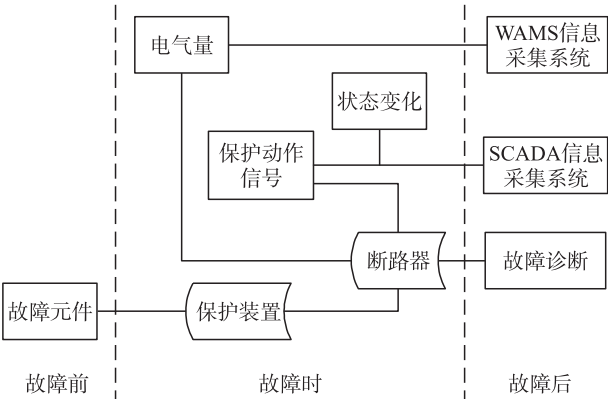 电气量
WAMS信息
采集系统
状态变化
保护动作
信号
SCADA信息
采集系统
断路器
故障诊断
故障元件
保护装置
故障前
故障时
故障后